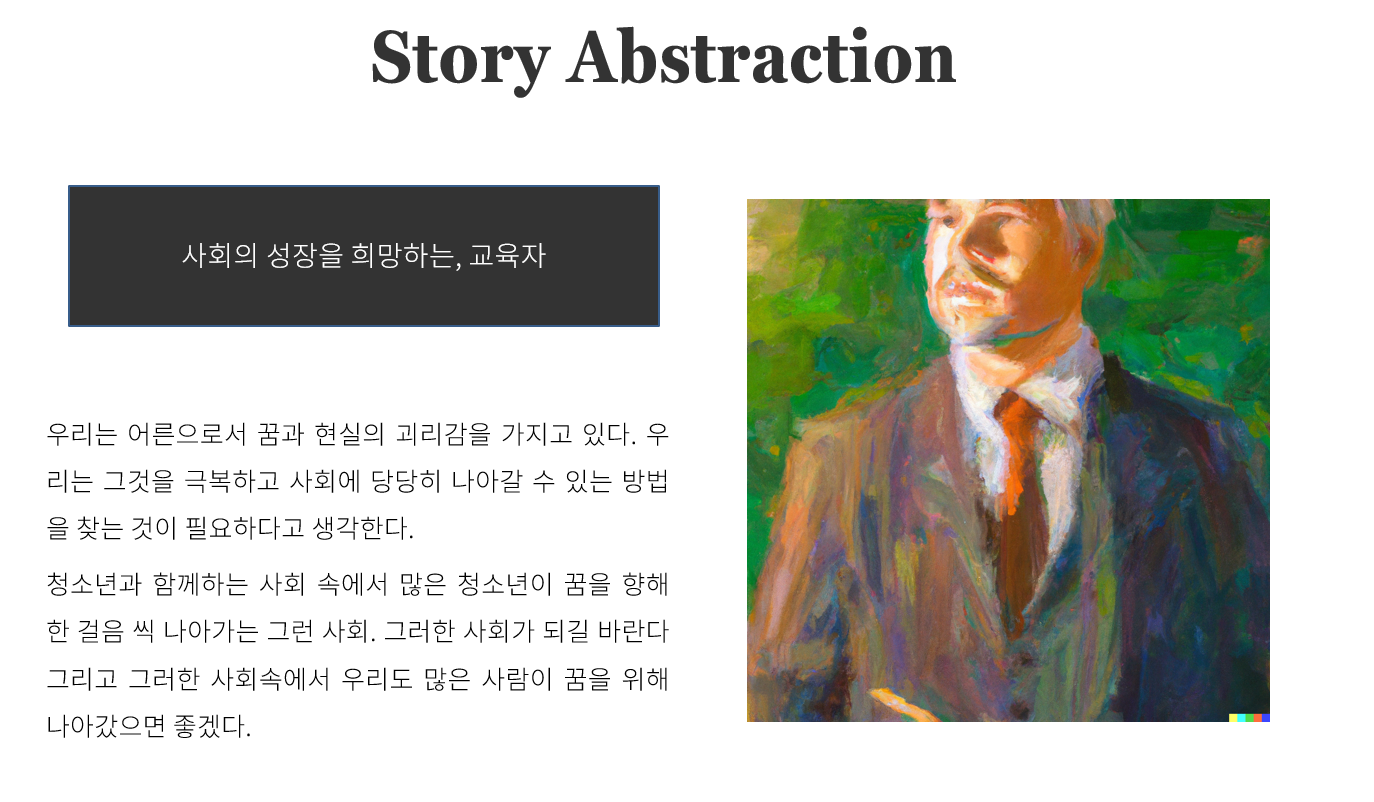 Story Abstraction
사회의 성장을 희망하는, 교육자
우리는 어른으로서 꿈과 현실의 괴리감을 가지고 있다. 우
리는 그것을 극복하고 사회에 당당히 나아갈 수 있는 방법
을 찾는 것이 필요하다고 생각한다.
청소년과 함께하는 사회 속에서 많은 청소년이 꿈을 향해
한 걸음 씩 나아가는 그런 사회. 그러한 사회가 되길 바란다
그리고 그러한 사회속에서 우리도 많은 사람이 꿈을 위해
나아갔으면 좋겠다.